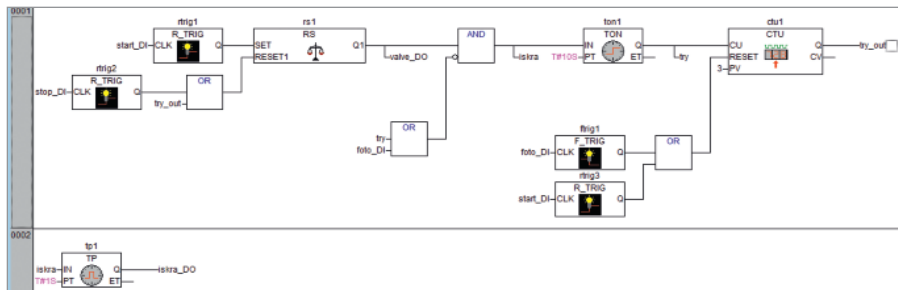 0001
rtrig1
R_TRIG
start_DI
CLK
Q
rs1
RS
SET
Q1
RESET1
valve_DO
AND
iskra
ton1
TON
IN
Q
T#10S
PT
ET
try
ctu1
CTU
CU
Q
RESET
CV
3
PV
try_out
rtrig2
R_TRIG
stop_DI
CLK
Q
OR
try_out
OR
try
foto_DI
ftrig1
F_TRIG
foto_DI
CLK
Q
OR
rtrig3
R_TRIG
start_DI
CLK
Q
0002
tp1
TP
iskra
IN
Q
iskra_DO
T#1S
PT
ET